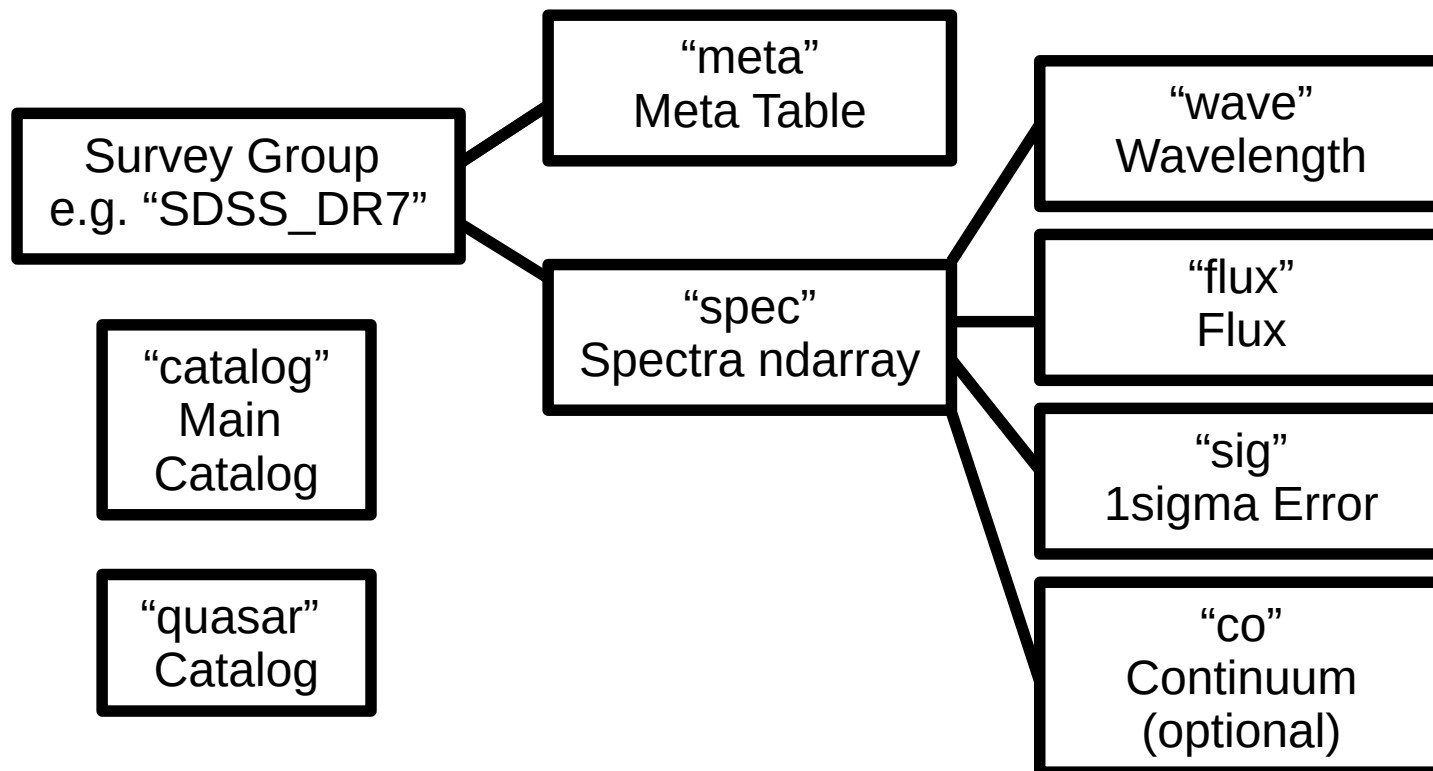 “meta”
Meta Table
Survey Group
e.g. “SDSS_DR7”
“wave”
Wavelength
“flux”
Flux
“spec”
Spectra ndarray
“catalog”
Main
Catalog
“sig”
1sigma Error
“quasar”
Catalog
“co”
Continuum
(optional)